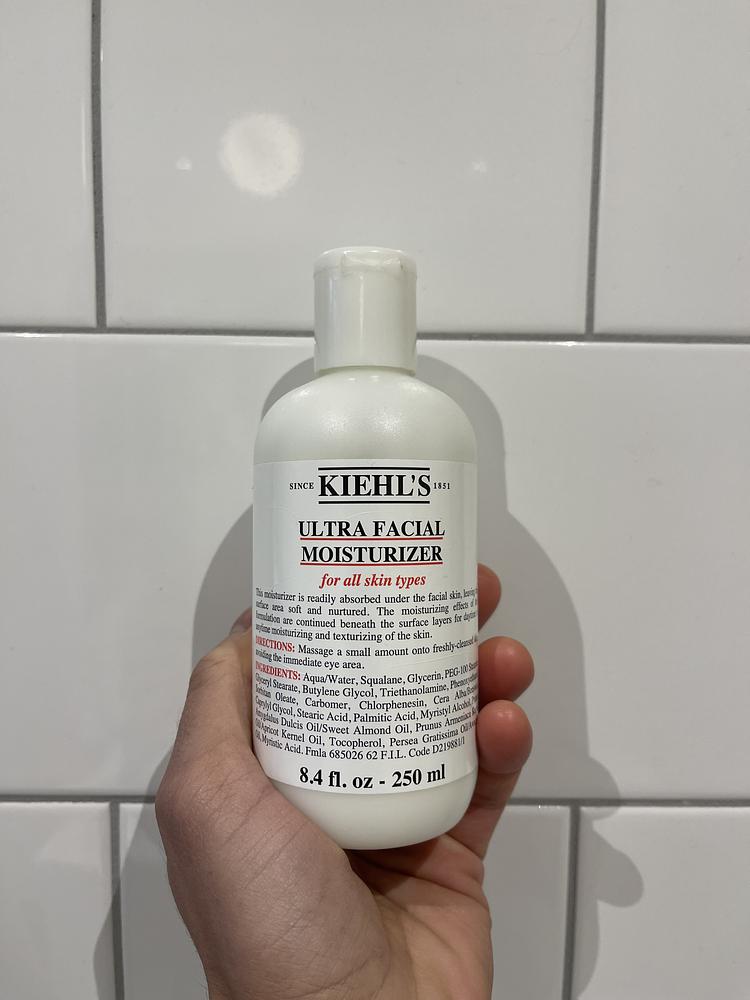 SINCE KIEHL'S 1851
ULTRA FACIAL
MOISTURIZER
for all skin types
This moisturizer is readily absorbed under the facial skin,
surface area soft and nurtured. The moisturizing effects of
formulation are continued beneath the surface layers for
anytime moisturizing and texturizing of the skin.
DIRECTIONS: Massage a small amount onto freshly-cleansed
avoiding the immediate eye area.
INGREDIENTS: Aqua/Water, Squalane, Glycerin, PEG-100
Glyceryl Stearate, Butylene Glycol, Triethanolamine,
Sorbitan Oleate, Carbomer, Chlorphenesin, Cera
Caprylyl Glycol, Stearic Acid, Palmitic Acid, Myristyl Alcohol,
Amygdalus Dulcis Oil/Sweet Almond Oil, Prunus
Oil/Apricot Kernel Oil, Tocopherol, Persea Gratissima
Oil, Myristic Acid. Fmla 685026 62 F.I.L. Code D219881/1
8.4 fl. oz - 250 ml